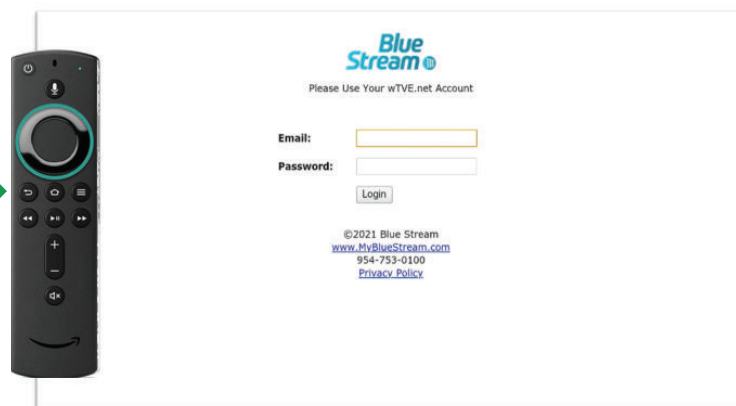 Blue
Stream
Please Use Your wTVE.net Account
Email:
Password:
Login
©2021 Blue Stream
www.MyBlueStream.com
954-753-0100
Privacy Policy